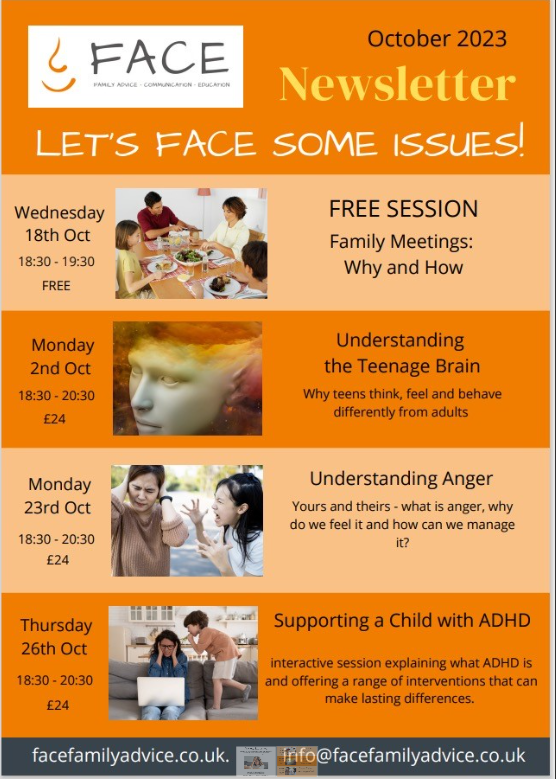 FACE
FAMILY ADVICE - COMMUNICATION - EDUCATION
October 2023
Newsletter
LET'S FACE SOME ISSUES!
Wednesday
18th Oct
18:30 - 19:30
FREE
FREE SESSION
Family Meetings:
Why and How
Monday
2nd Oct
18:30 - 20:30
£24
Understanding
the Teenage Brain
Why teens think, feel and behave
differently from adults
Monday
23rd Oct
18:30 - 20:30
£24
Understanding Anger
Yours and theirs - what is anger, why
do we feel it and how can we manage
it?
Thursday
26th Oct
18:30 - 20:30
£24
Supporting a Child with ADHD
interactive session explaining what ADHD is
and offering a range of interventions that can
make lasting differences.
facefamilyadvice.co.uk.
info@facefamilyadvice.co.uk